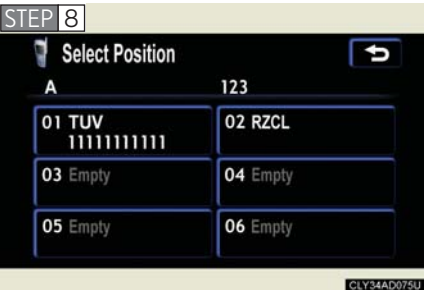 STEP 8
Select Position
A 123
01 TUV 02 RZCL
11111111111
03 Empty 04 Empty
05 Empty 06 Empty
CLY34AD075U